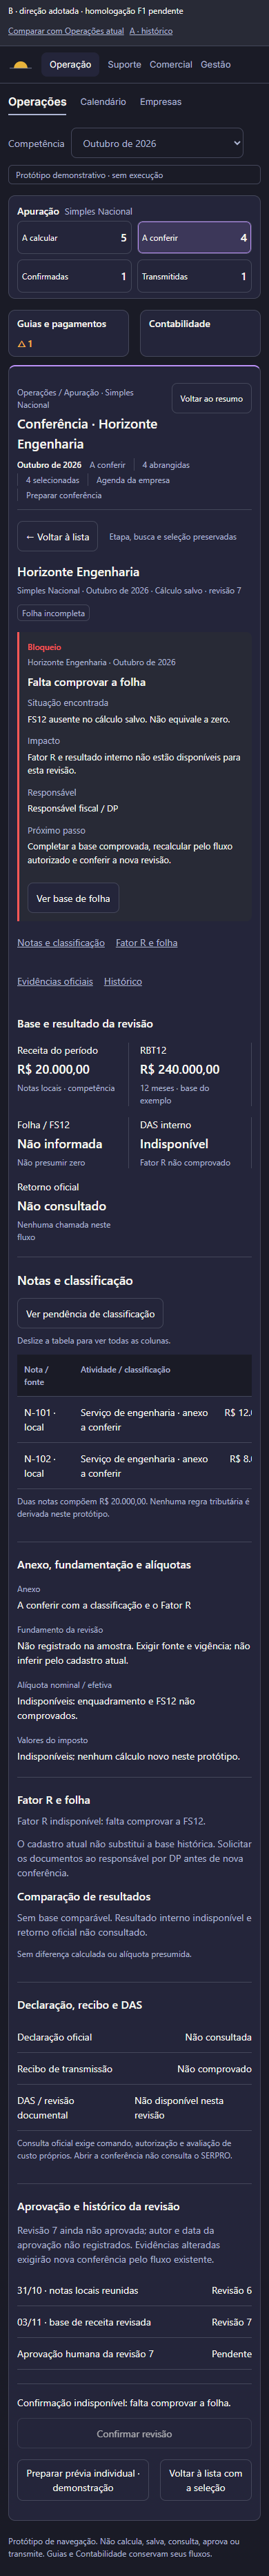 B · direção adotada · homologação F1 pendente
Comparar com Operações atual A · histórico
Operação Suporte Comercial Gestão
Operações Calendário Empresas
Competência Outubro de 2026
Protótipo demonstrativo · sem execução
Apuração Simples Nacional
A calcular 5 A conferir 4
Confirmadas 1 Transmitidas 1
Guias e pagamentos Contabilidade
△ 1
Operações / Apuração · Simples
Nacional
Voltar ao resumo
Conferência · Horizonte
Engenharia
Outubro de 2026 A conferir 4 abrangidas
4 selecionadas Agenda da empresa
Preparar conferência
← Voltar à lista Etapa, busca e seleção preservadas
Horizonte Engenharia
Simples Nacional · Outubro de 2026 · Cálculo salvo · revisão 7
Folha incompleta
Bloqueio
Horizonte Engenharia · Outubro de 2026
Falta comprovar a folha
Situação encontrada
FS12 ausente no cálculo salvo. Não equivale a zero.
Impacto
Fator R e resultado interno não estão disponíveis para
esta revisão.
Responsável
Responsável fiscal / DP
Próximo passo
Completar a base comprovada, recalcular pelo fluxo
autorizado e conferir a nova revisão.
Ver base de folha
Notas e classificação Fator R e folha
Evidências oficiais Histórico
Base e resultado da revisão
Receita do período RBT12
R$ 20.000,00 R$ 240.000,00
Notas locais · competência 12 meses · base do
exemplo
Folha / FS12 DAS interno
Não informada Indisponível
Não presumir zero Fator R não comprovado
Retorno oficial
Não consultado
Nenhuma chamada neste
fluxo
Notas e classificação
Ver pendência de classificação
Deslize a tabela para ver todas as colunas.
Nota / Atividade / classificação
fonte
N-101 · Serviço de engenharia · anexo R$ 12.
local a conferir
N-102 · Serviço de engenharia · anexo R$ 8.
local a conferir
Duas notas compõem R$ 20.000,00. Nenhuma regra tributária é
derivada neste protótipo.
Anexo, fundamentação e alíquotas
Anexo
A conferir com a classificação e o Fator R
Fundamento da revisão
Não registrado na amostra. Exigir fonte e vigência; não
inferir pelo cadastro atual.
Alíquota nominal / efetiva
Indisponíveis: enquadramento e FS12 não
comprovados.
Valores do imposto
Indisponíveis; nenhum cálculo novo neste protótipo.
Fator R e folha
Fator R indisponível: falta comprovar a FS12.
O cadastro atual não substitui a base histórica. Solicitar
os documentos ao responsável por DP antes de nova
conferência.
Comparação de resultados
Sem base comparável. Resultado interno indisponível e
retorno oficial não consultado.
Sem diferença calculada ou alíquota presumida.
Declaração, recibo e DAS
Declaração oficial Não consultada
Recibo de transmissão Não comprovado
DAS / revisão Não disponível nesta
documental revisão
Consulta oficial exige comando, autorização e avaliação de
custo próprios. Abrir a conferência não consulta o SERPRO.
Aprovação e histórico da revisão
Revisão 7 ainda não aprovada; autor e data da
aprovação não registrados. Evidências alteradas
exigirão nova conferência pelo fluxo existente.
31/10 · notas locais reunidas Revisão 6
03/11 · base de receita revisada Revisão 7
Aprovação humana da revisão 7 Pendente
Confirmação indisponível: falta comprovar a folha.
Confirmar revisão
Preparar prévia individual · Voltar à lista com
demonstração a seleção
Protótipo de navegação. Não calcula, salva, consulta, aprova ou
transmite. Guias e Contabilidade conservam seus fluxos.